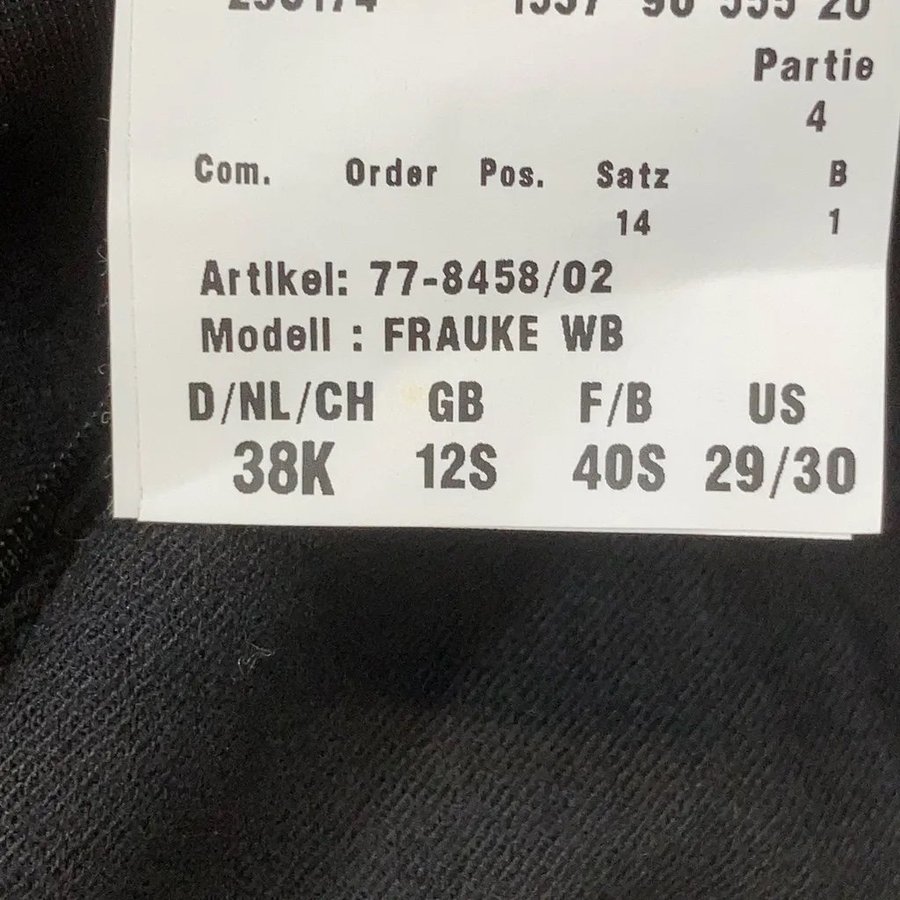 Partie
4
Com. Order Pos. Satz B
14 1
Artikel: 77-8458/02
Modell : FRAUKE WB
D/NL/CH GB F/B US
38K 12S 40S 29/30